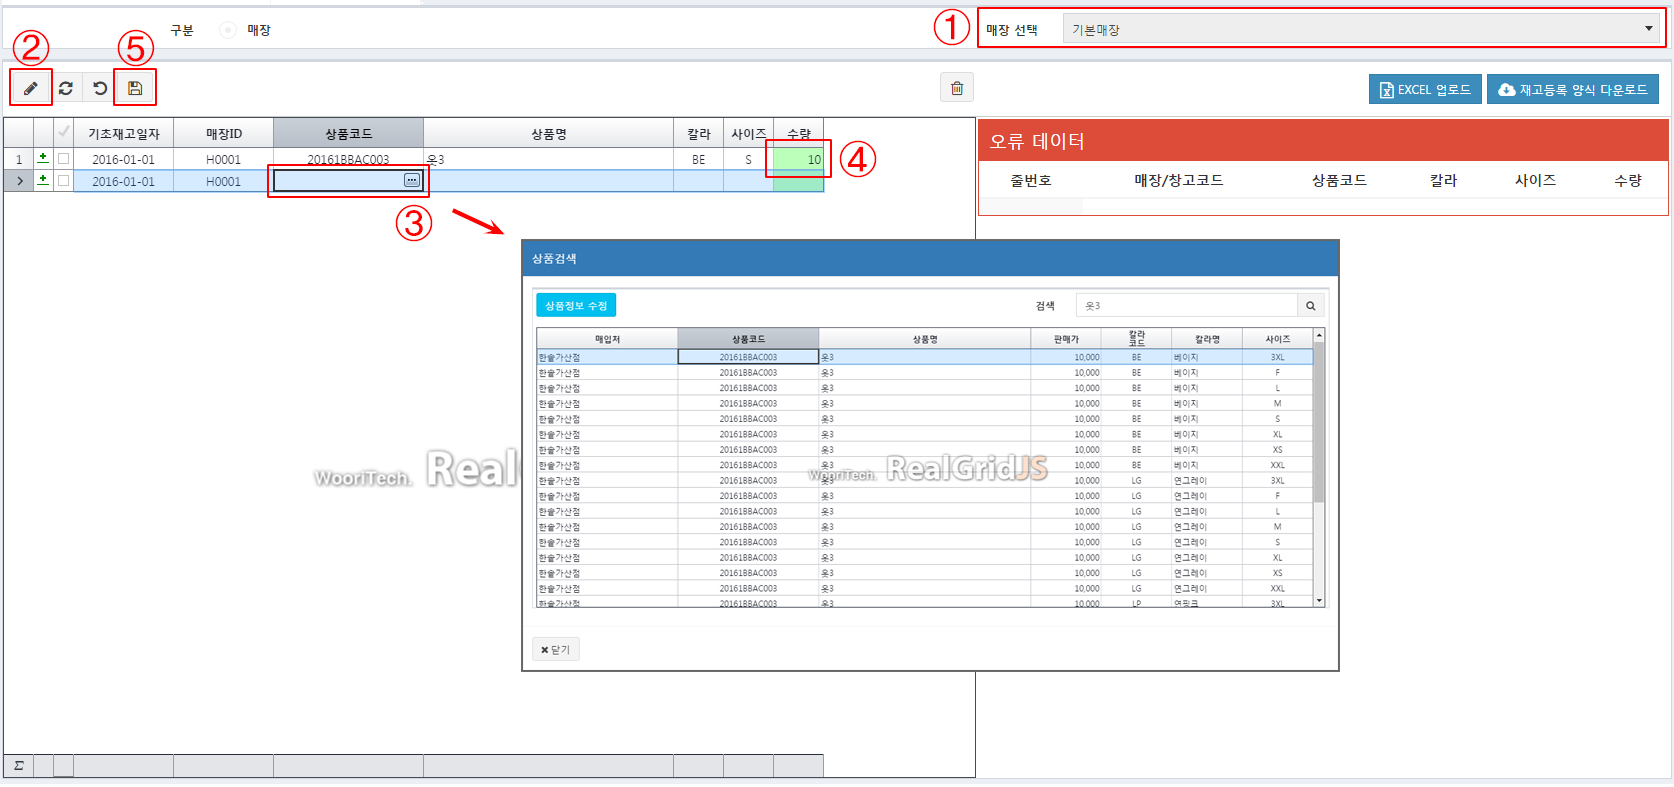 구분 매장
① 매장 선택 기본매장
② ⑤
EXCEL 업로드 재고등록 양식 다운로드
기초재고일자 매장ID 상품코드 상품명 칼라 사이즈 수량
1 2016-01-01 H0001 20161BBAC003 옷3 BE S 10
2016-01-01 H0001
④
③
오류 데이터
줄번호 매장/창고코드 상품코드 칼라 사이즈 수량
상품검색
상품정보 수정 검색 옷3
매입처 상품코드 상품명 판매가 칼라 코드 칼라명 사이즈
한솔가산점 20161BBAC003 옷3 10,000 BE 베이지 3XL
한솔가산점 20161BBAC003 옷3 10,000 BE 베이지 F
한솔가산점 20161BBAC003 옷3 10,000 BE 베이지 L
한솔가산점 20161BBAC003 옷3 10,000 BE 베이지 M
한솔가산점 20161BBAC003 옷3 10,000 BE 베이지 S
한솔가산점 20161BBAC003 옷3 10,000 BE 베이지 XL
한솔가산점 20161BBAC003 옷3 10,000 BE 베이지 XS
한솔가산점 20161BBAC003 옷3 10,000 BE 베이지 XXL
한솔가산점 20161BBAC003 옷3 10,000 LG 연그레이 3XL
한솔가산점 20161BBAC003 옷3 10,000 LG 연그레이 F
한솔가산점 20161BBAC003 옷3 10,000 LG 연그레이 L
한솔가산점 20161BBAC003 옷3 10,000 LG 연그레이 M
한솔가산점 20161BBAC003 옷3 10,000 LG 연그레이 S
한솔가산점 20161BBAC003 옷3 10,000 LG 연그레이 XL
한솔가산점 20161BBAC003 옷3 10,000 LG 연그레이 XS
한솔가산점 20161BBAC003 옷3 10,000 LG 연그레이 XXL
한솔가산점 20161BBAC003 옷3 10,000 LP 연핑크 3XL
WooriTech. RealG
WooriTech. RealGridJS
닫기
Σ